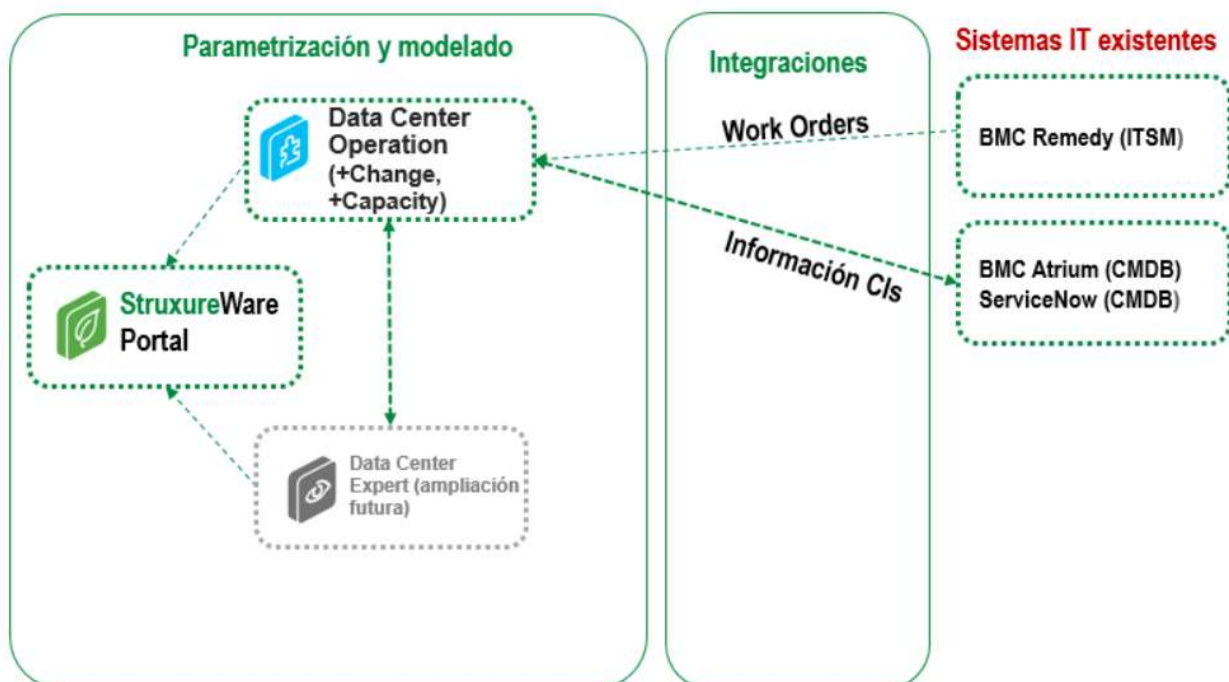 Parametrización y modelado
Data Center
Operation
(+Change,
+Capacity)
StruxureWare
Portal
Data Center
Expert (ampliación
futura)
Integraciones
Work Orders
Información CIs
Sistemas IT existentes
BMC Remedy (ITSM)
BMC Atrium (CMDB)
ServiceNow (CMDB)